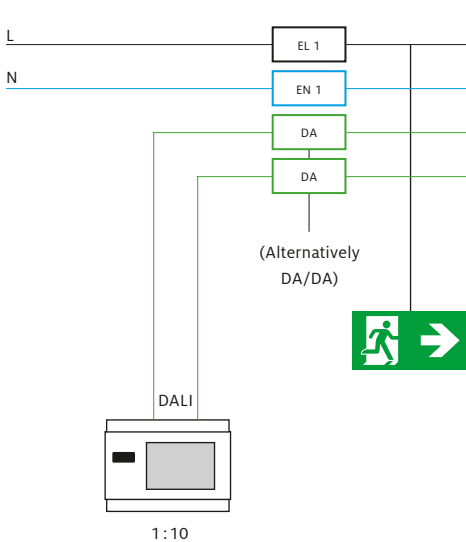 L
EL 1
N
EN 1
DA
DA
(Alternatively
DA/DA)
DALI
1:10